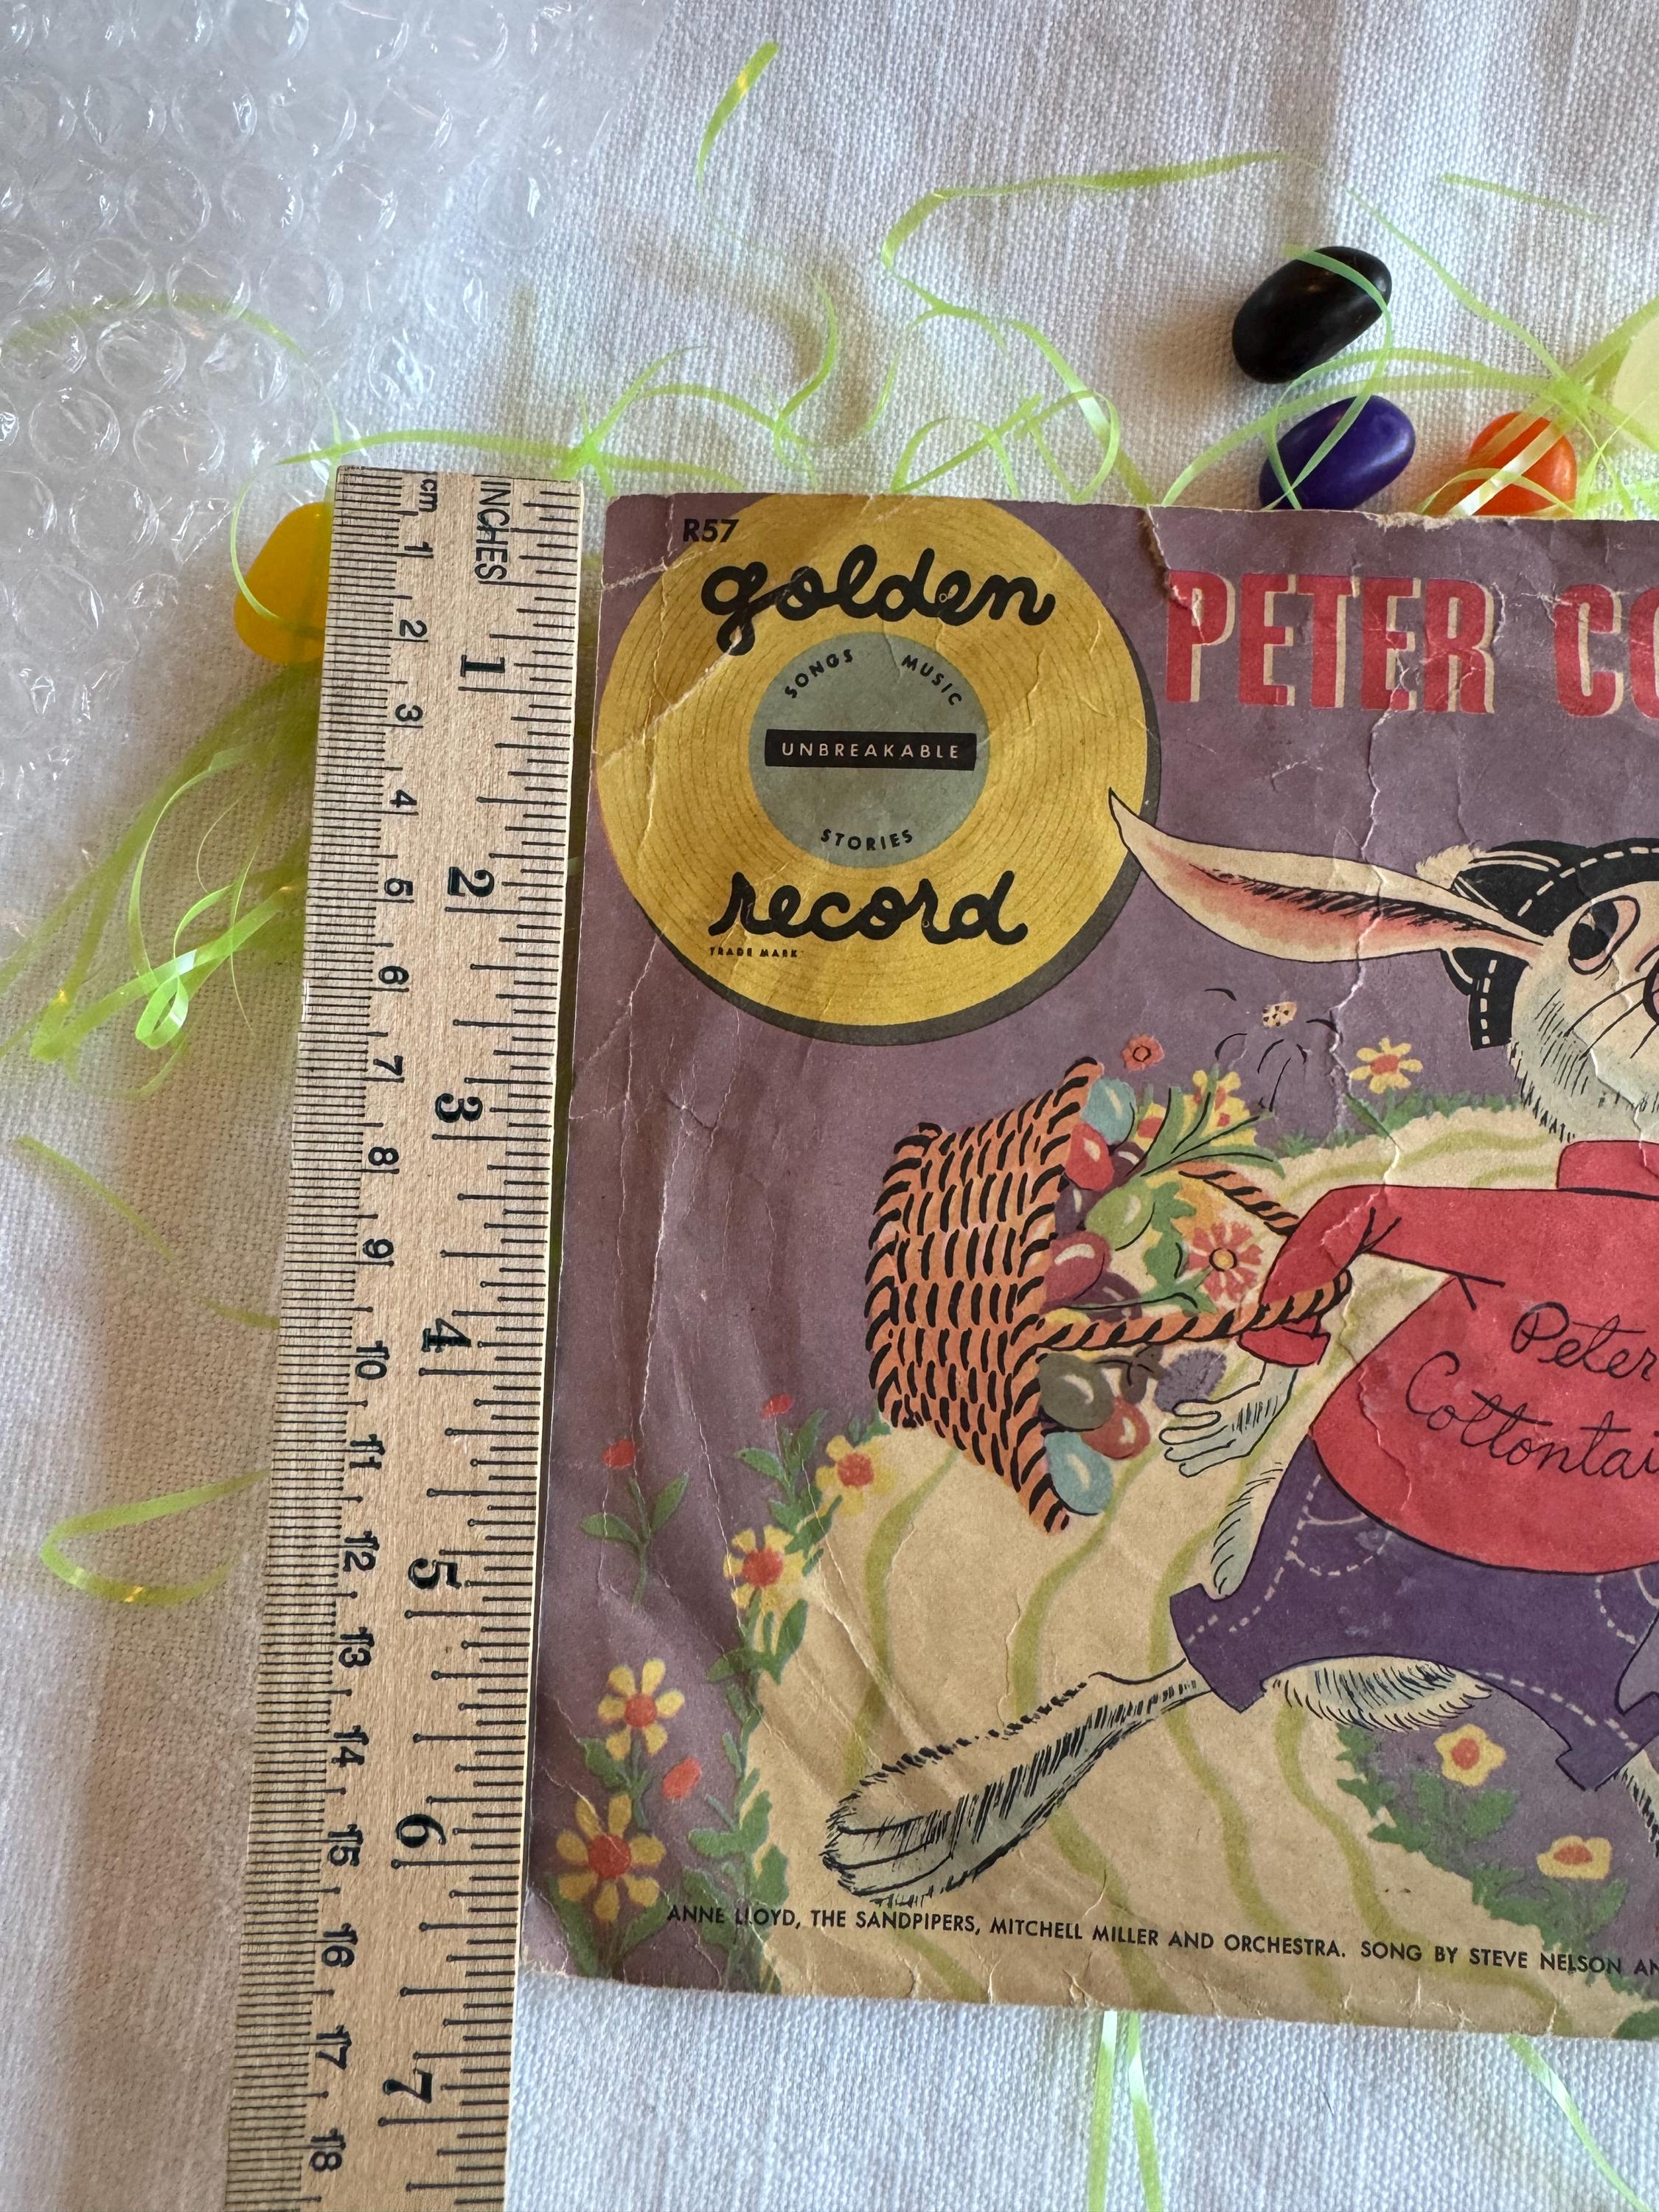 R57
golden
SONGS MUSIC
UNBREAKABLE
STORIES
record
TRADE MARK
PETER CO
Peter
Cottontai
ANNE LLOYD, THE SANDPIPERS, MITCHELL MILLER AND ORCHESTRA. SONG BY STEVE NELSON AN
INCHES
1
2
3
4
5
6
7
cm
1
2
3
4
5
6
7
8
9
10
11
12
13
14
15
16
17
18